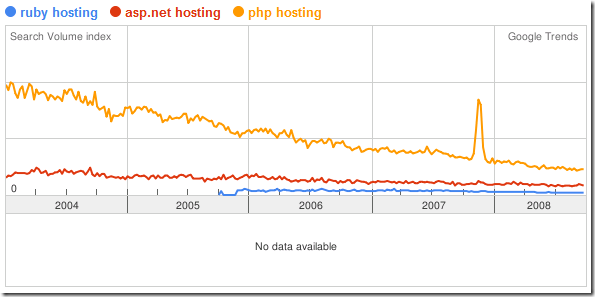 ruby hosting asp.net hosting php hosting
Search Volume index Google Trends
0
2004 2005 2006 2007 2008
No data available